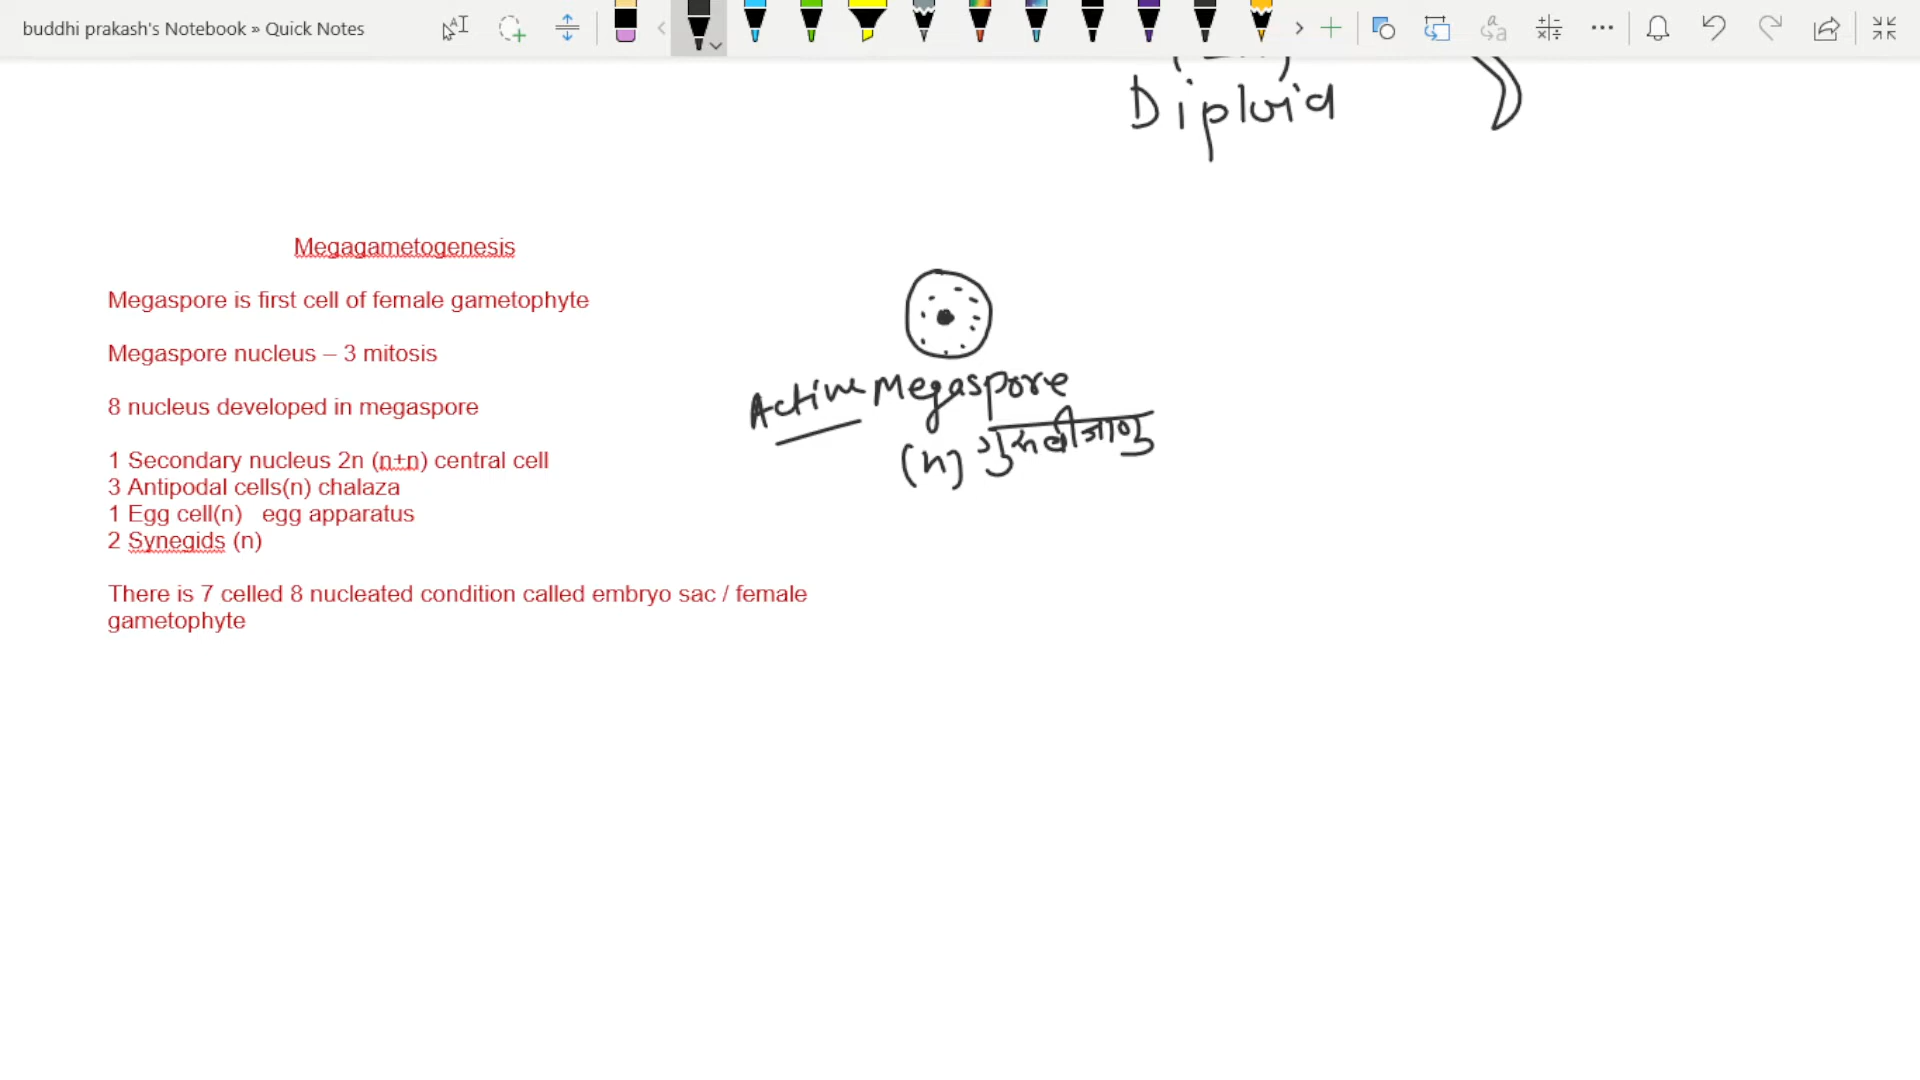 buddhi prakash's Notebook » Quick Notes
Diploid
Megagametogenesis
Megaspore is first cell of female gametophyte
Megaspore nucleus – 3 mitosis
8 nucleus developed in megaspore
1 Secondary nucleus 2n (n+n) central cell
3 Antipodal cells(n) chalaza
1 Egg cell(n) egg apparatus
2 Synegids (n)
There is 7 celled 8 nucleated condition called embryo sac / female
gametophyte
Active Megaspore
(n) गुरुबीजाणु